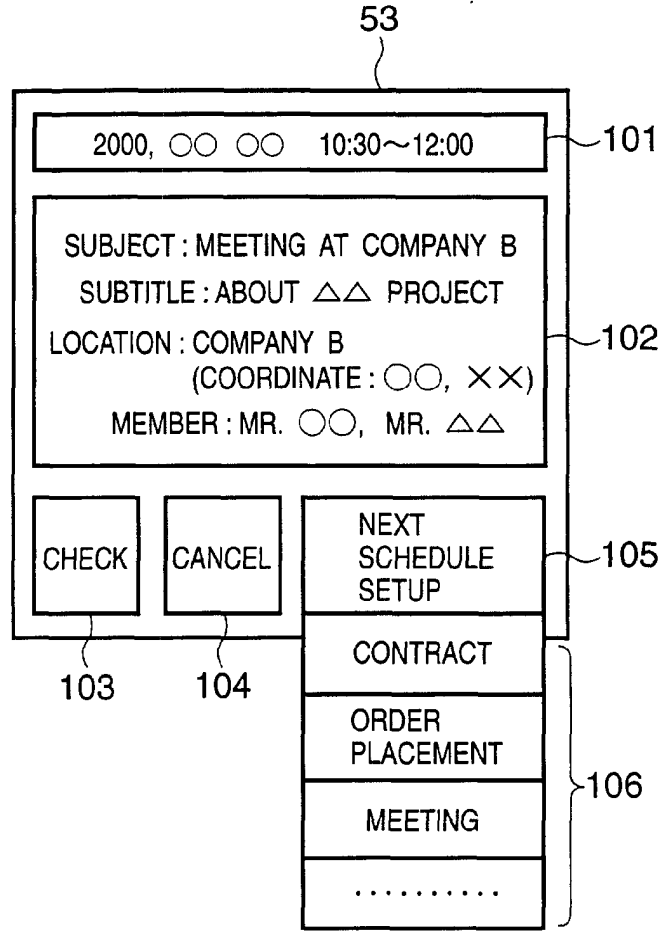 53
2000, ○○ ○○ 10:30~12:00
101
SUBJECT : MEETING AT COMPANY B
SUBTITLE : ABOUT △△ PROJECT
LOCATION : COMPANY B
(COORDINATE : ○○, ××)
MEMBER : MR. ○○, MR. △△
102
CHECK
CANCEL
NEXT
SCHEDULE
SETUP
105
103
104
CONTRACT
ORDER
PLACEMENT
MEETING
..........
106